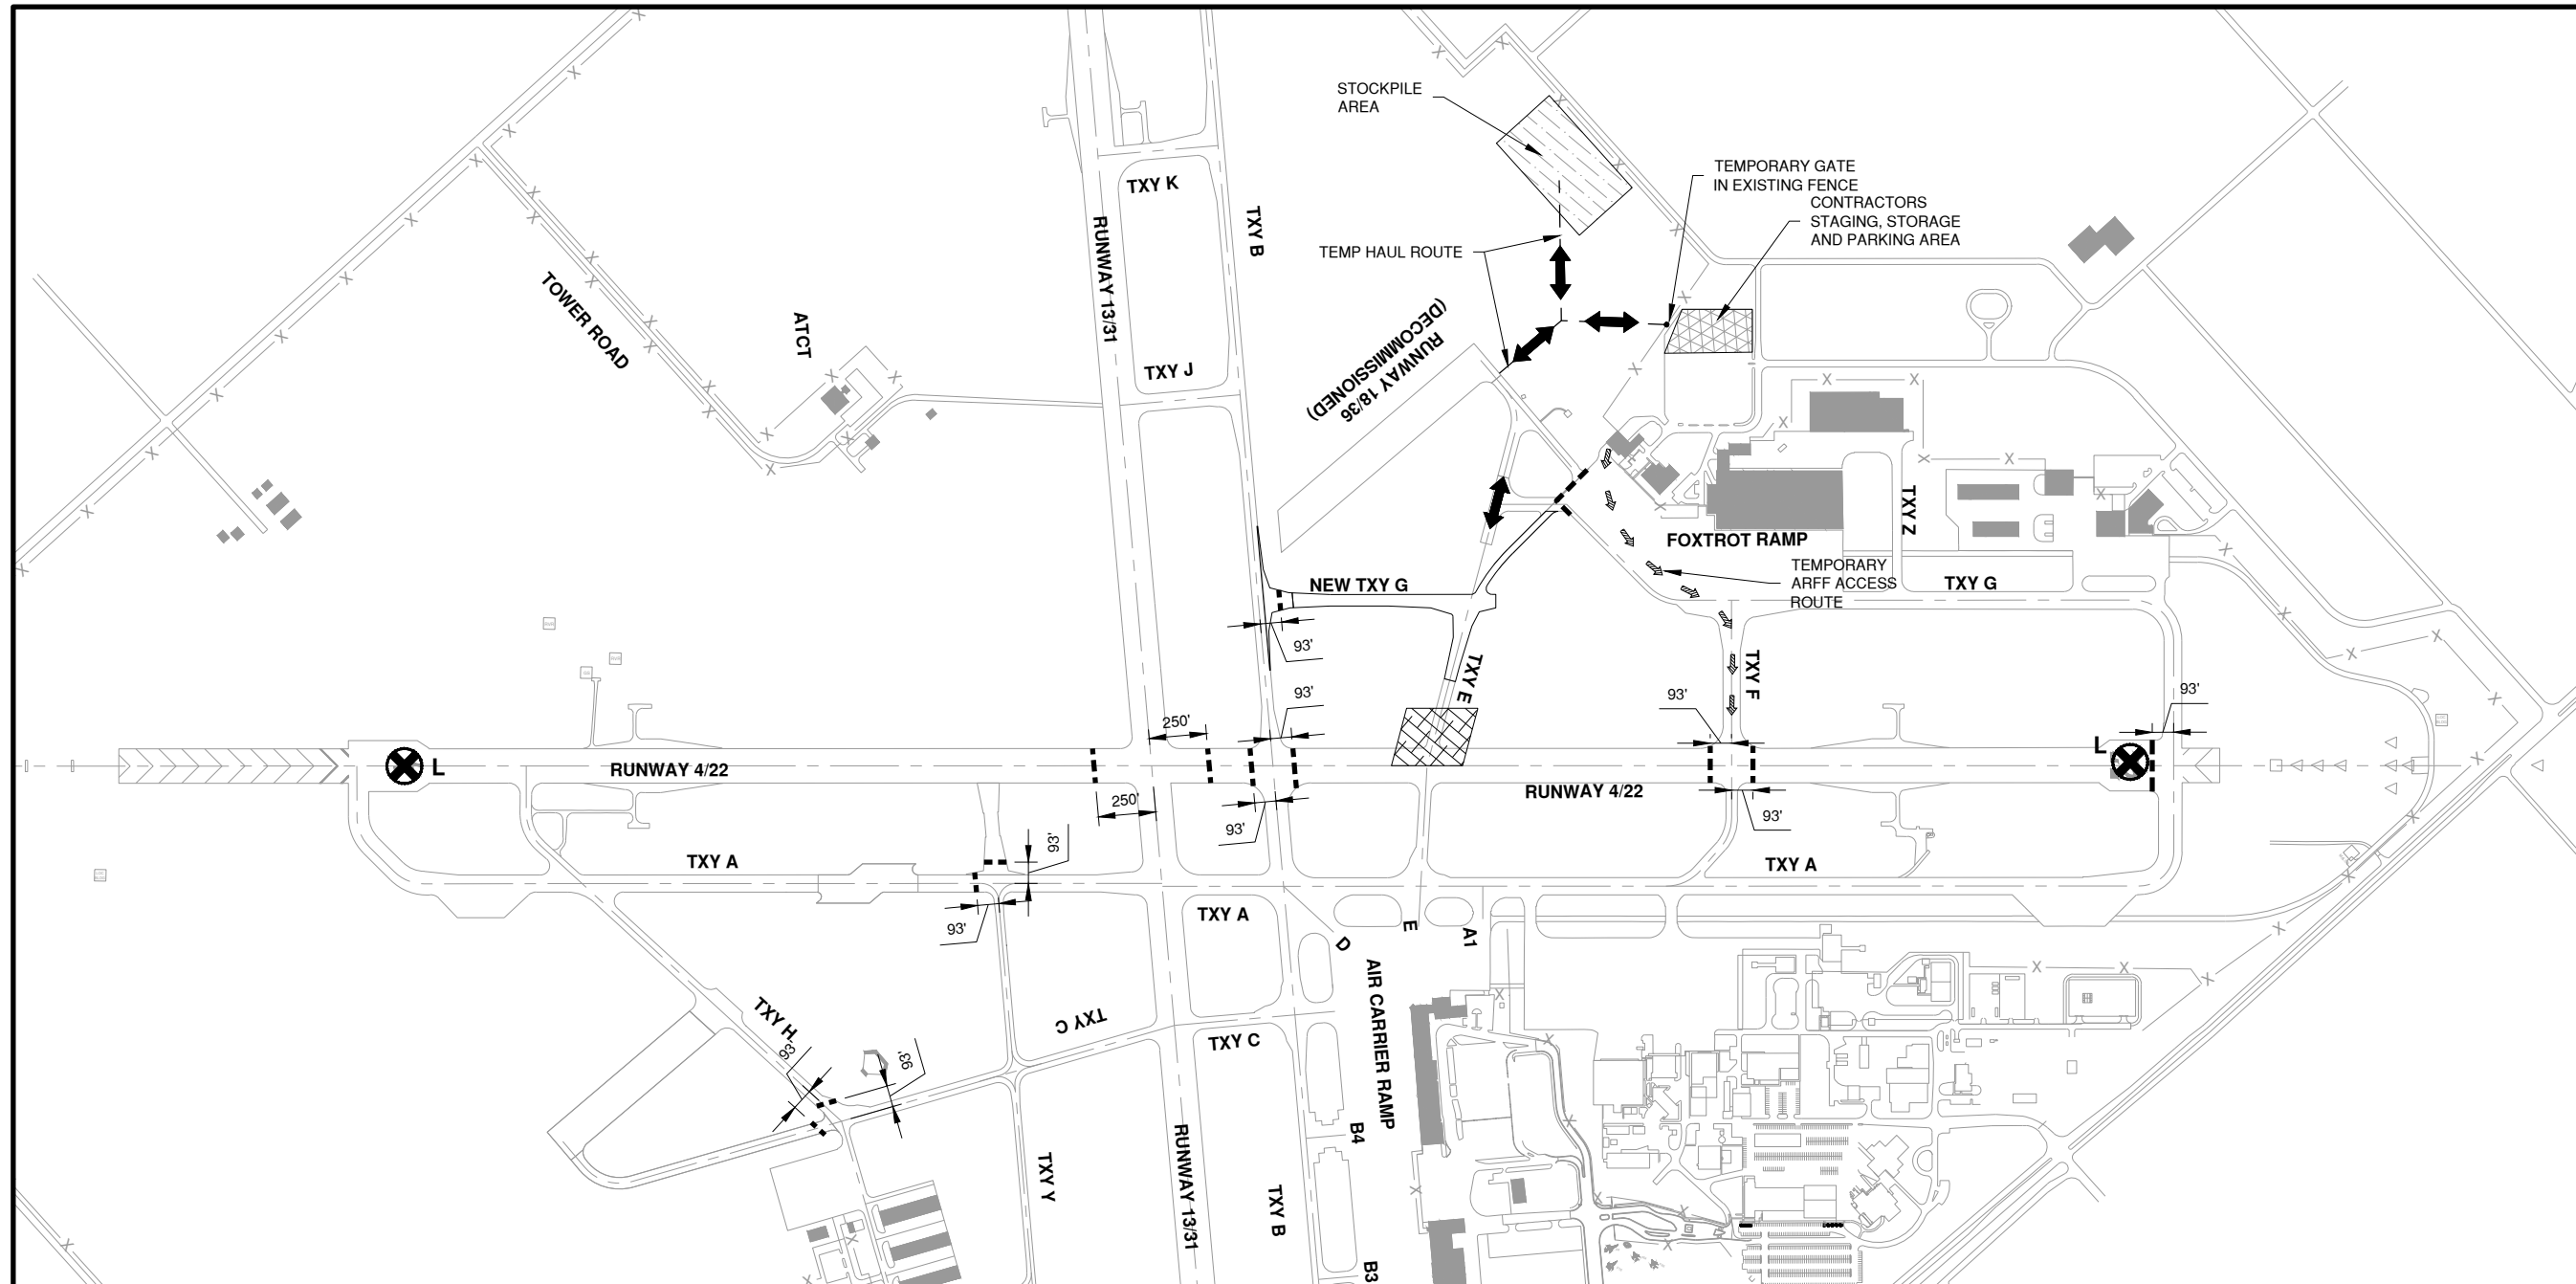 STOCKPILE
AREA
TEMPORARY GATE
IN EXISTING FENCE
CONTRACTORS
STAGING, STORAGE
AND PARKING AREA
TXY K
TXY B
RUNWAY 13/31
TEMP HAUL ROUTE
TOWER ROAD
ATCT
RUNWAY 18/36
(DECOMMISSIONED)
TXY J
TXY Z
FOXTROT RAMP
TEMPORARY
ARFF ACCESS
ROUTE
NEW TXY G
TXY G
93'
TXY E
TXY F
93'
93'
93'
250'
L
RUNWAY 4/22
L
RUNWAY 4/22
250'
93'
93'
93'
TXY A
TXY A
TXY A
93'
D
E
A1
AIR CARRIER RAMP
TXY H
TXY C
TXY C
93'
93'
B4
TXY Y
RUNWAY 13/31
TXY B
B3